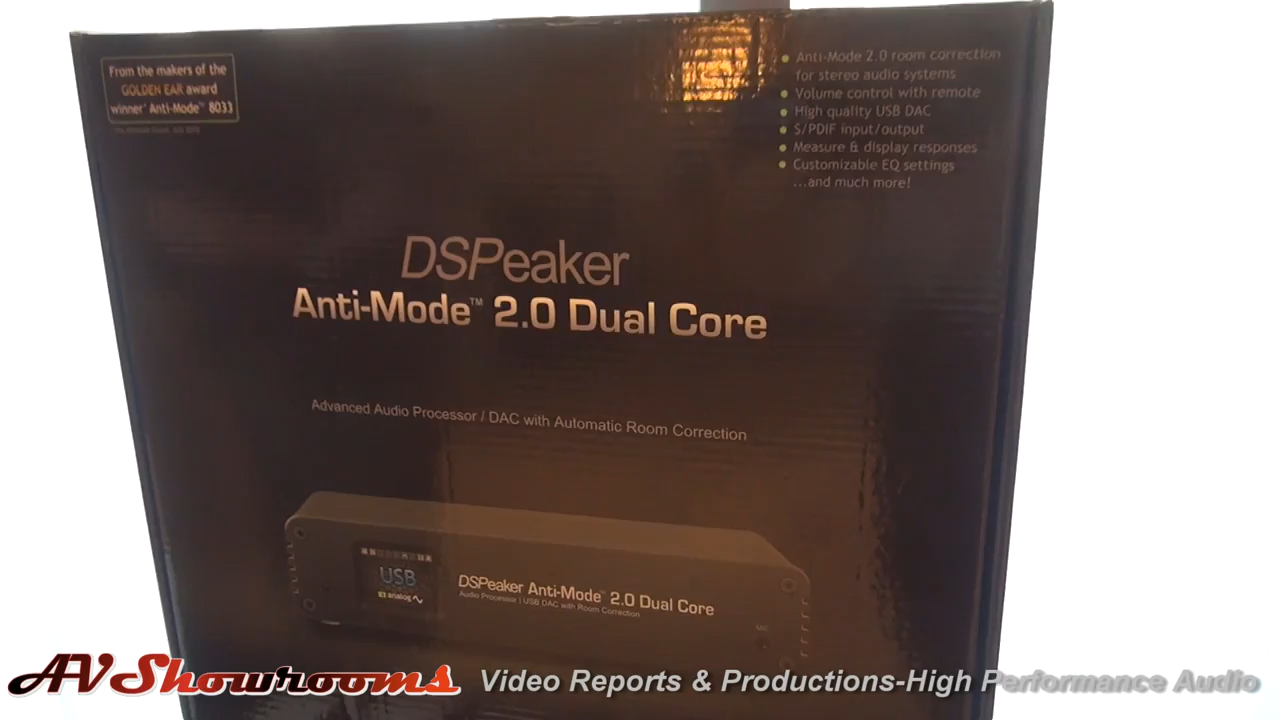 From the makers of the
GOLDEN EAR award
winner* Anti-Mode™ 8033
Anti-Mode 2.0 room correction
for stereo audio systems
Volume control with remote
High quality USB DAC
S/PDIF input/output
Measure & display responses
Customizable EQ settings
...and much more!
DSPeaker
Anti-Mode™ 2.0 Dual Core
Advanced Audio Processor / DAC with Automatic Room Correction
USB
analog
DSPeaker Anti-Mode™ 2.0 Dual Core
Audio Processor | USB DAC with Room Correction
MIC
AV Showrooms Video Reports & Productions-High Performance Audio